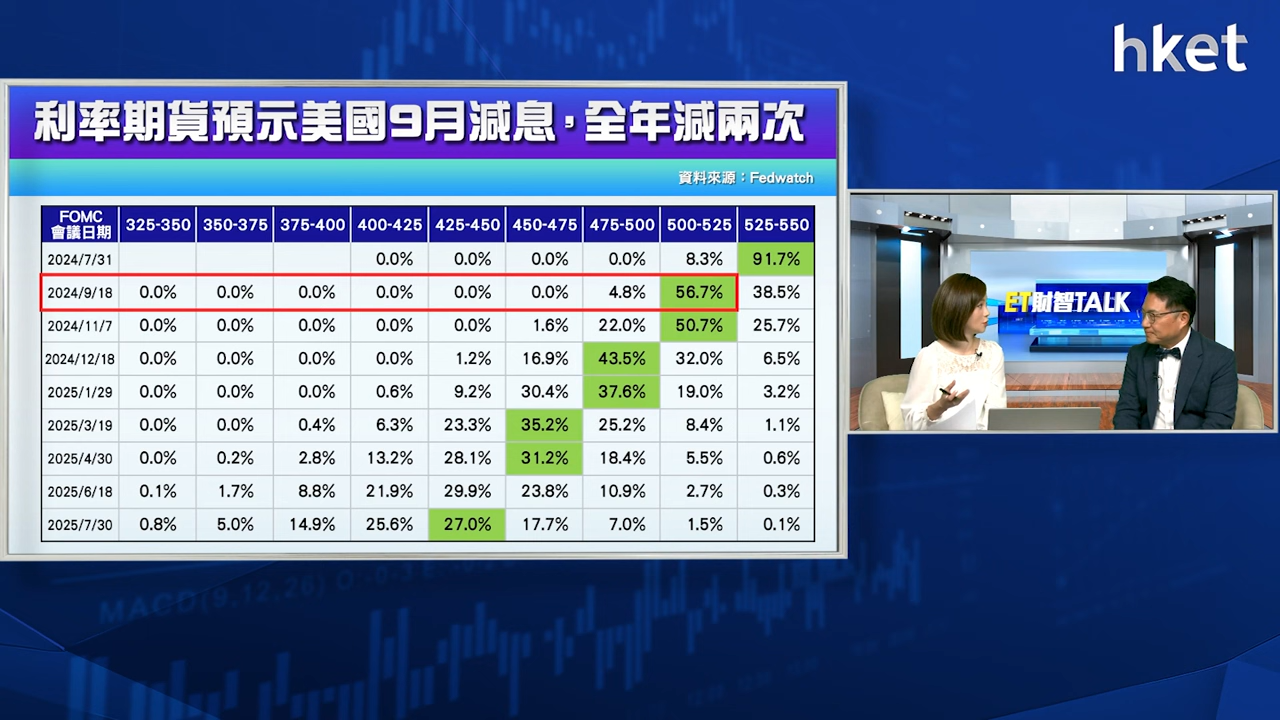 hket
利率期貨預示美國9月減息，全年減兩次
資料來源：Fedwatch
FOMC
會議日期 325-350 350-375 375-400 400-425 425-450 450-475 475-500 500-525 525-550
2024/7/31 0.0% 0.0% 0.0% 0.0% 8.3% 91.7%
2024/9/18 0.0% 0.0% 0.0% 0.0% 0.0% 0.0% 4.8% 56.7% 38.5%
2024/11/7 0.0% 0.0% 0.0% 0.0% 0.0% 1.6% 22.0% 50.7% 25.7%
2024/12/18 0.0% 0.0% 0.0% 0.0% 1.2% 16.9% 43.5% 32.0% 6.5%
2025/1/29 0.0% 0.0% 0.0% 0.6% 9.2% 30.4% 37.6% 19.0% 3.2%
2025/3/19 0.0% 0.0% 0.4% 6.3% 23.3% 35.2% 25.2% 8.4% 1.1%
2025/4/30 0.0% 0.2% 2.8% 13.2% 28.1% 31.2% 18.4% 5.5% 0.6%
2025/6/18 0.1% 1.7% 8.8% 21.9% 29.9% 23.8% 10.9% 2.7% 0.3%
2025/7/30 0.8% 5.0% 14.9% 25.6% 27.0% 17.7% 7.0% 1.5% 0.1%
ET財智TALK
MACD(9,12,26)